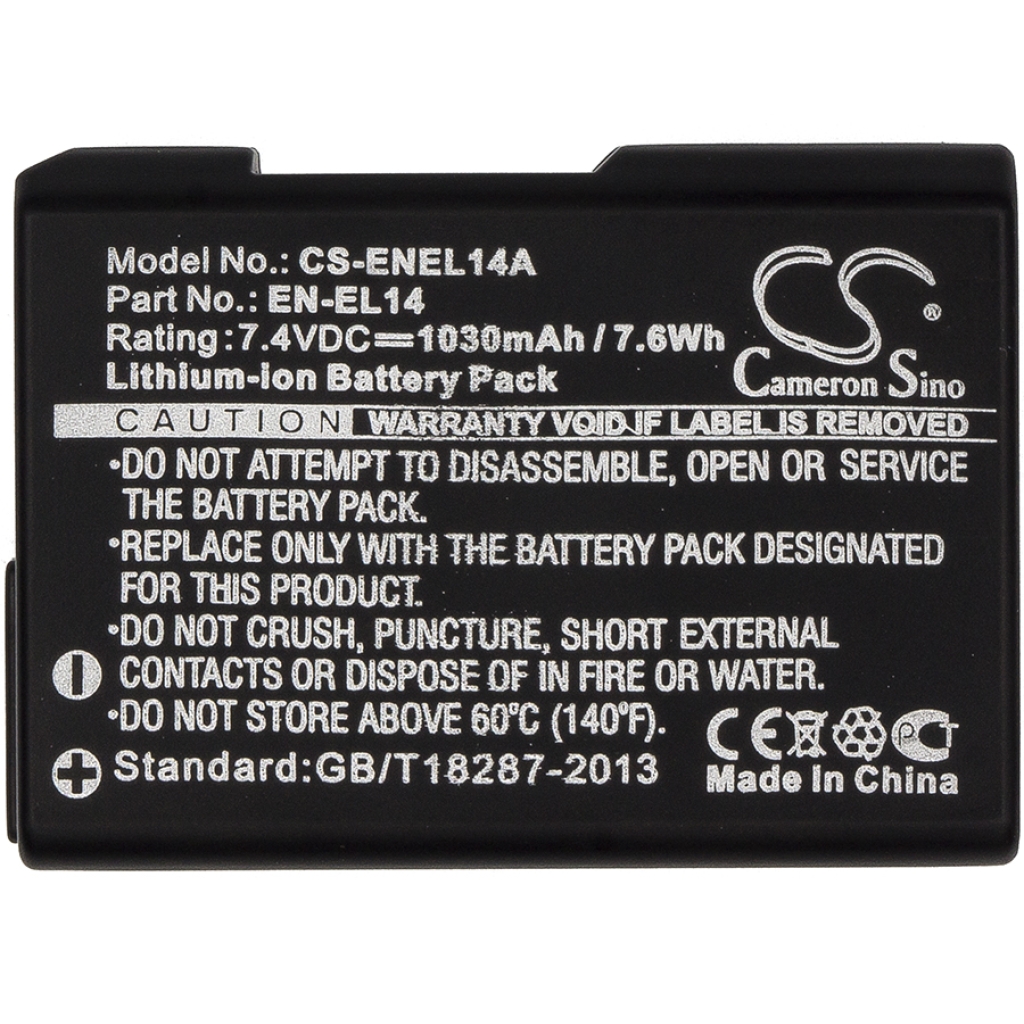 Model No.: CS-ENEL14A
Part No.: EN-EL14
Rating:7.4VDC⎓1030mAh / 7.6Wh
Lithium-ion Battery Pack
CS
Cameron Sino
CAUTION WARRANTY VOID IF LABEL IS REMOVED
•DO NOT ATTEMPT TO DISASSEMBLE, OPEN OR SERVICE
THE BATTERY PACK.
•REPLACE ONLY WITH THE BATTERY PACK DESIGNATED
FOR THIS PRODUCT.
•DO NOT CRUSH, PUNCTURE, SHORT EXTERNAL
CONTACTS OR DISPOSE OF IN FIRE OR WATER.
•DO NOT STORE ABOVE 60°C (140°F).
Standard:GB/T18287-2013
CE
Made In China